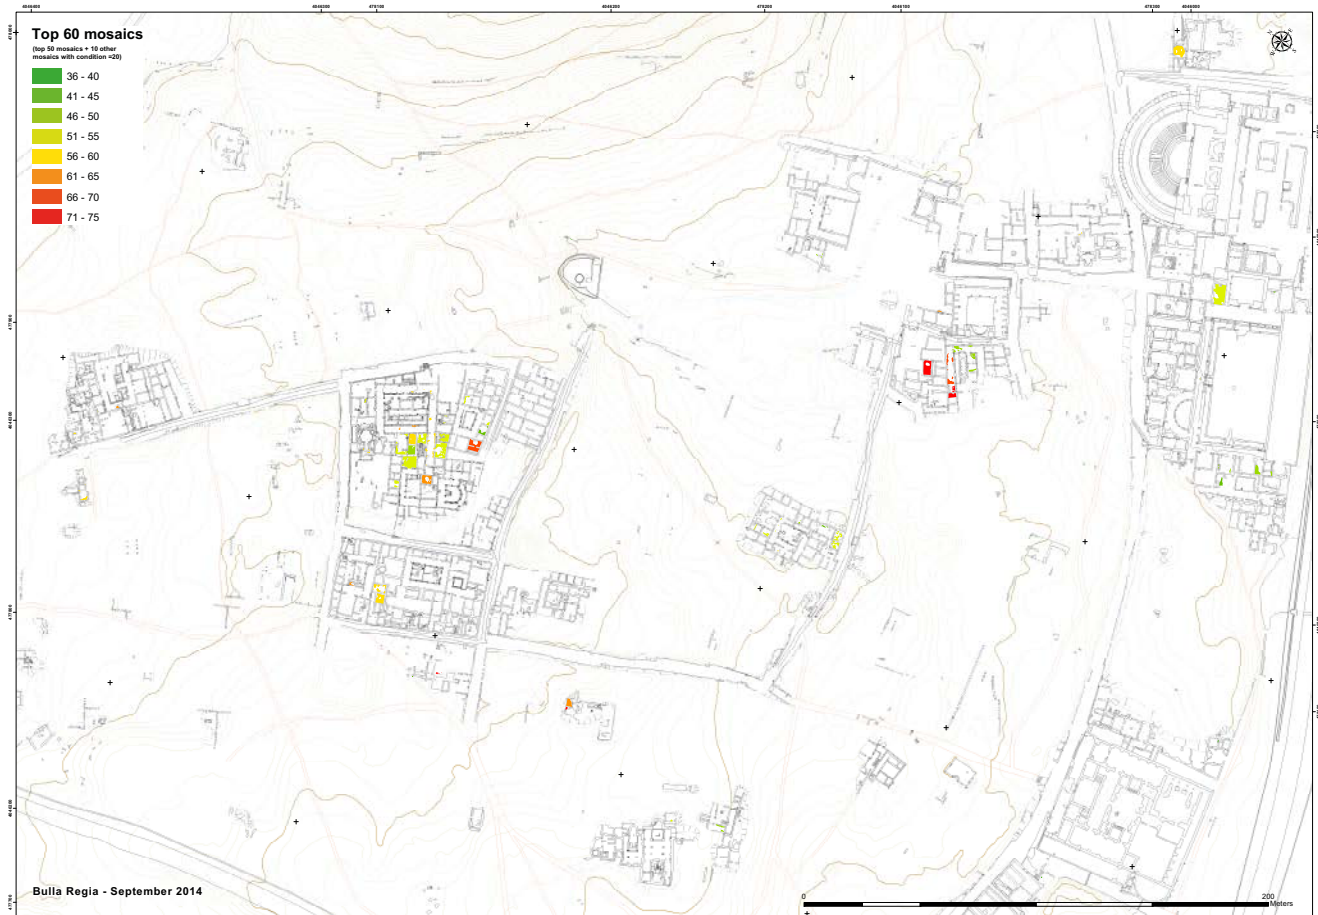 Top 60 mosaics
(top 50 mosaics + 10 other
mosaics with condition =20)
36 - 40
41 - 45
46 - 50
51 - 55
56 - 60
61 - 65
66 - 70
71 - 75
Bulla Regia - September 2014
0
200
Meters